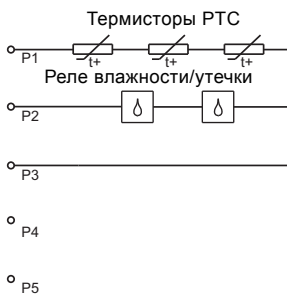 Термисторы PTC
P1
t+ t+ t+
Реле влажности/утечки
P2
P3
P4
P5